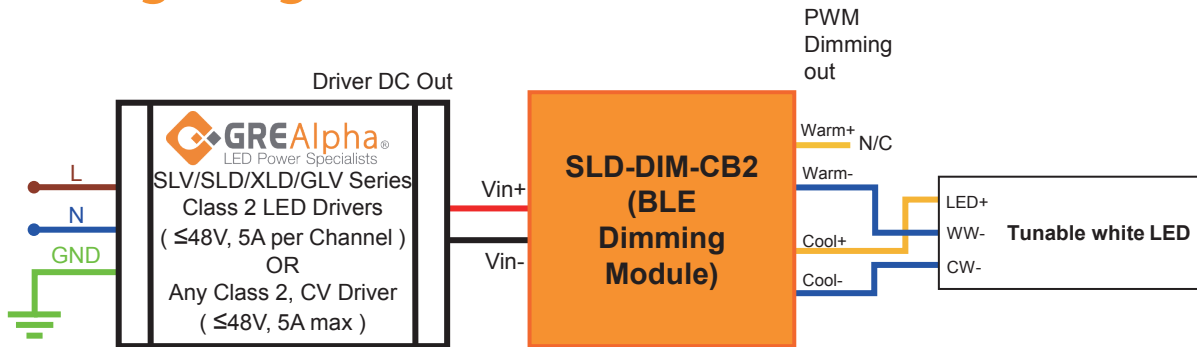 PWM
Dimming
out
Driver DC Out
GREAlpha®
LED Power Specialists
SLV/SLD/XLD/GLV Series
Class 2 LED Drivers
( ≤48V, 5A per Channel )
OR
Any Class 2, CV Driver
( ≤48V, 5A max )
L
N
GND
Vin+
Vin-
SLD-DIM-CB2
(BLE
Dimming
Module)
Warm+
N/C
Warm-
Cool+
Cool-
LED+
WW-
CW-
Tunable white LED